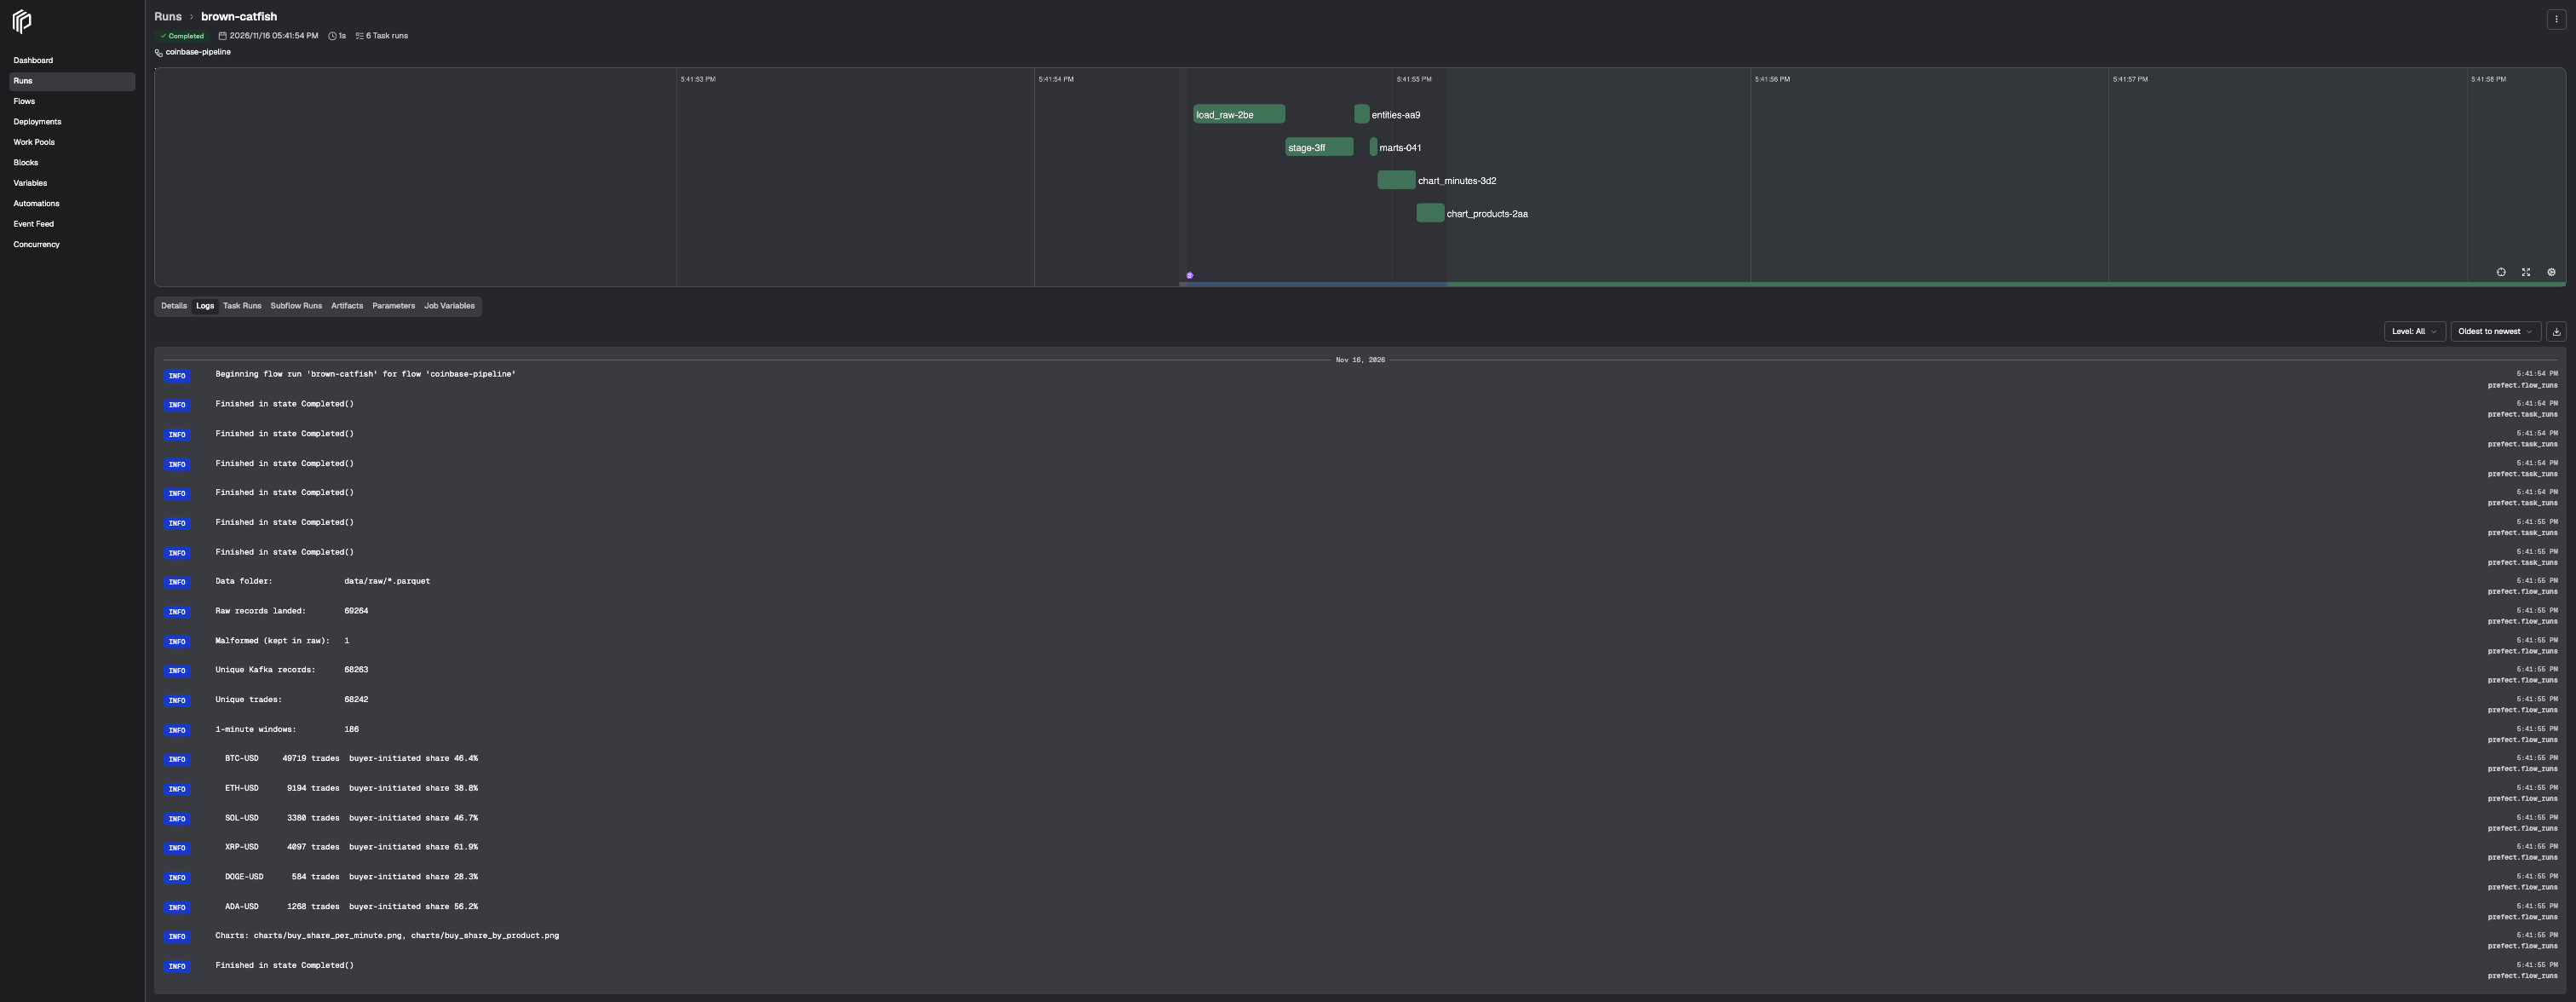 Runs › brown-catfish
Completed 2026/11/16 05:41:54 PM 1s 6 Task runs
coinbase-pipeline
Dashboard
Runs
Flows
Deployments
Work Pools
Blocks
Variables
Automations
Event Feed
Concurrency
5:41:53 PM 5:41:54 PM 5:41:55 PM 5:41:56 PM 5:41:57 PM 5:41:58 PM
load_raw-2be entities-aa9
stage-3ff marts-041
chart_minutes-3d2
chart_products-2aa
Details Logs Task Runs Subflow Runs Artifacts Parameters Job Variables
Level: All Oldest to newest
Nov 16, 2026
INFO Beginning flow run 'brown-catfish' for flow 'coinbase-pipeline' 5:41:54 PM
prefect.flow_runs
INFO Finished in state Completed() 5:41:54 PM
prefect.task_runs
INFO Finished in state Completed() 5:41:54 PM
prefect.task_runs
INFO Finished in state Completed() 5:41:54 PM
prefect.task_runs
INFO Finished in state Completed() 5:41:54 PM
prefect.task_runs
INFO Finished in state Completed() 5:41:55 PM
prefect.task_runs
INFO Finished in state Completed() 5:41:55 PM
prefect.task_runs
INFO Data folder: data/raw/*.parquet 5:41:55 PM
prefect.flow_runs
INFO Raw records landed: 69264 5:41:55 PM
prefect.flow_runs
INFO Malformed (kept in raw): 1 5:41:55 PM
prefect.flow_runs
INFO Unique Kafka records: 68263 5:41:55 PM
prefect.flow_runs
INFO Unique trades: 68242 5:41:55 PM
prefect.flow_runs
INFO 1-minute windows: 186 5:41:55 PM
prefect.flow_runs
INFO BTC-USD 49719 trades buyer-initiated share 46.4% 5:41:55 PM
prefect.flow_runs
INFO ETH-USD 9194 trades buyer-initiated share 38.8% 5:41:55 PM
prefect.flow_runs
INFO SOL-USD 3380 trades buyer-initiated share 46.7% 5:41:55 PM
prefect.flow_runs
INFO XRP-USD 4097 trades buyer-initiated share 61.9% 5:41:55 PM
prefect.flow_runs
INFO DOGE-USD 584 trades buyer-initiated share 28.3% 5:41:55 PM
prefect.flow_runs
INFO ADA-USD 1268 trades buyer-initiated share 56.2% 5:41:55 PM
prefect.flow_runs
INFO Charts: charts/buy_share_per_minute.png, charts/buy_share_by_product.png 5:41:55 PM
prefect.flow_runs
INFO Finished in state Completed() 5:41:55 PM
prefect.flow_runs